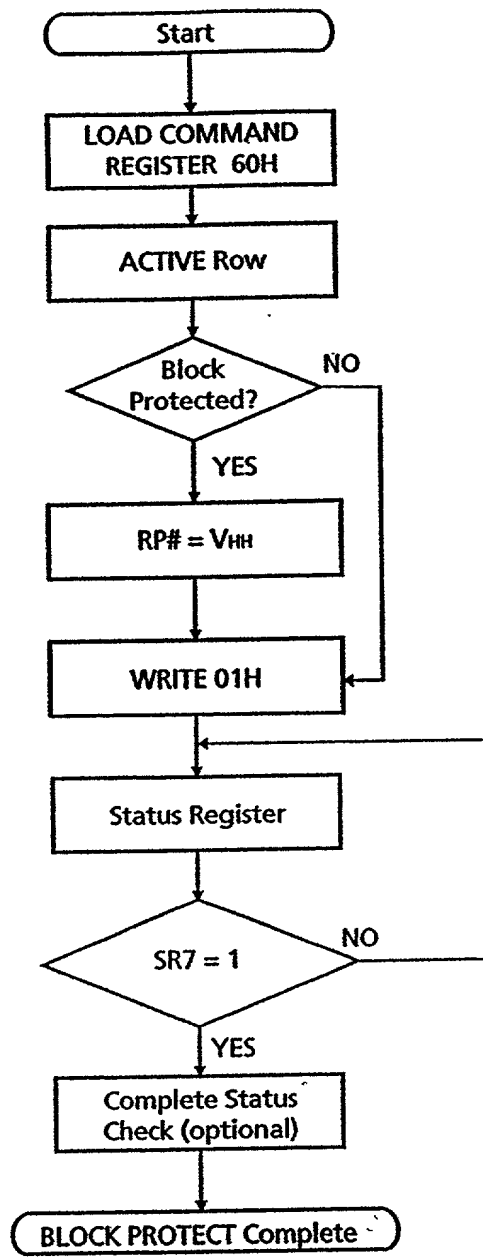 Start
LOAD COMMAND
REGISTER 60H
ACTIVE Row
Block
Protected?
NO
YES
RP# = VHH
WRITE 01H
Status Register
SR7 = 1
NO
YES
Complete Status
Check (optional)
BLOCK PROTECT Complete